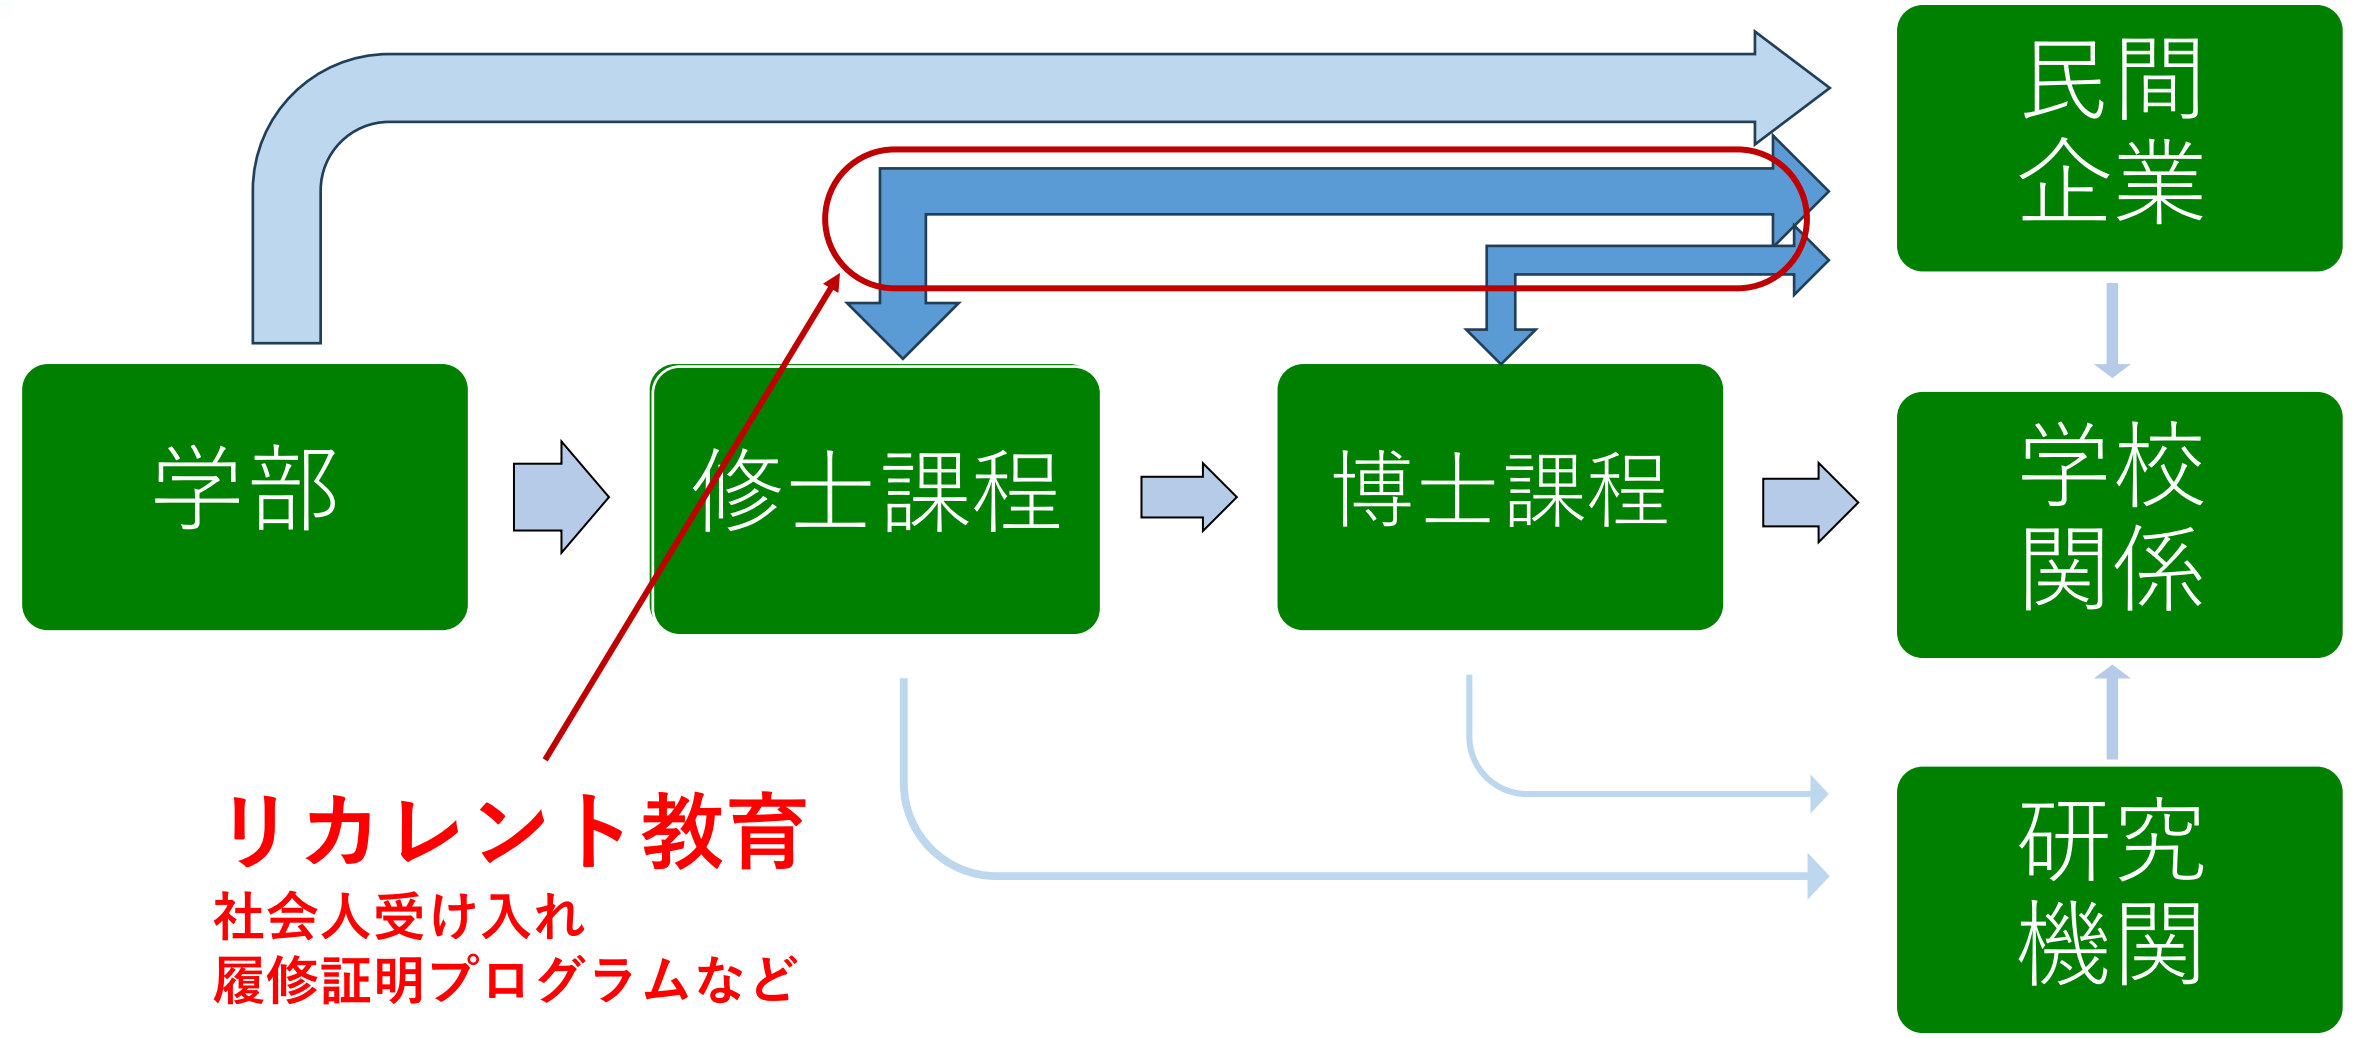 民間
企業
学部
修士課程
博士課程
学校
関係
リカレント教育
社会人受け入れ
履修証明プログラムなど
研究
機関